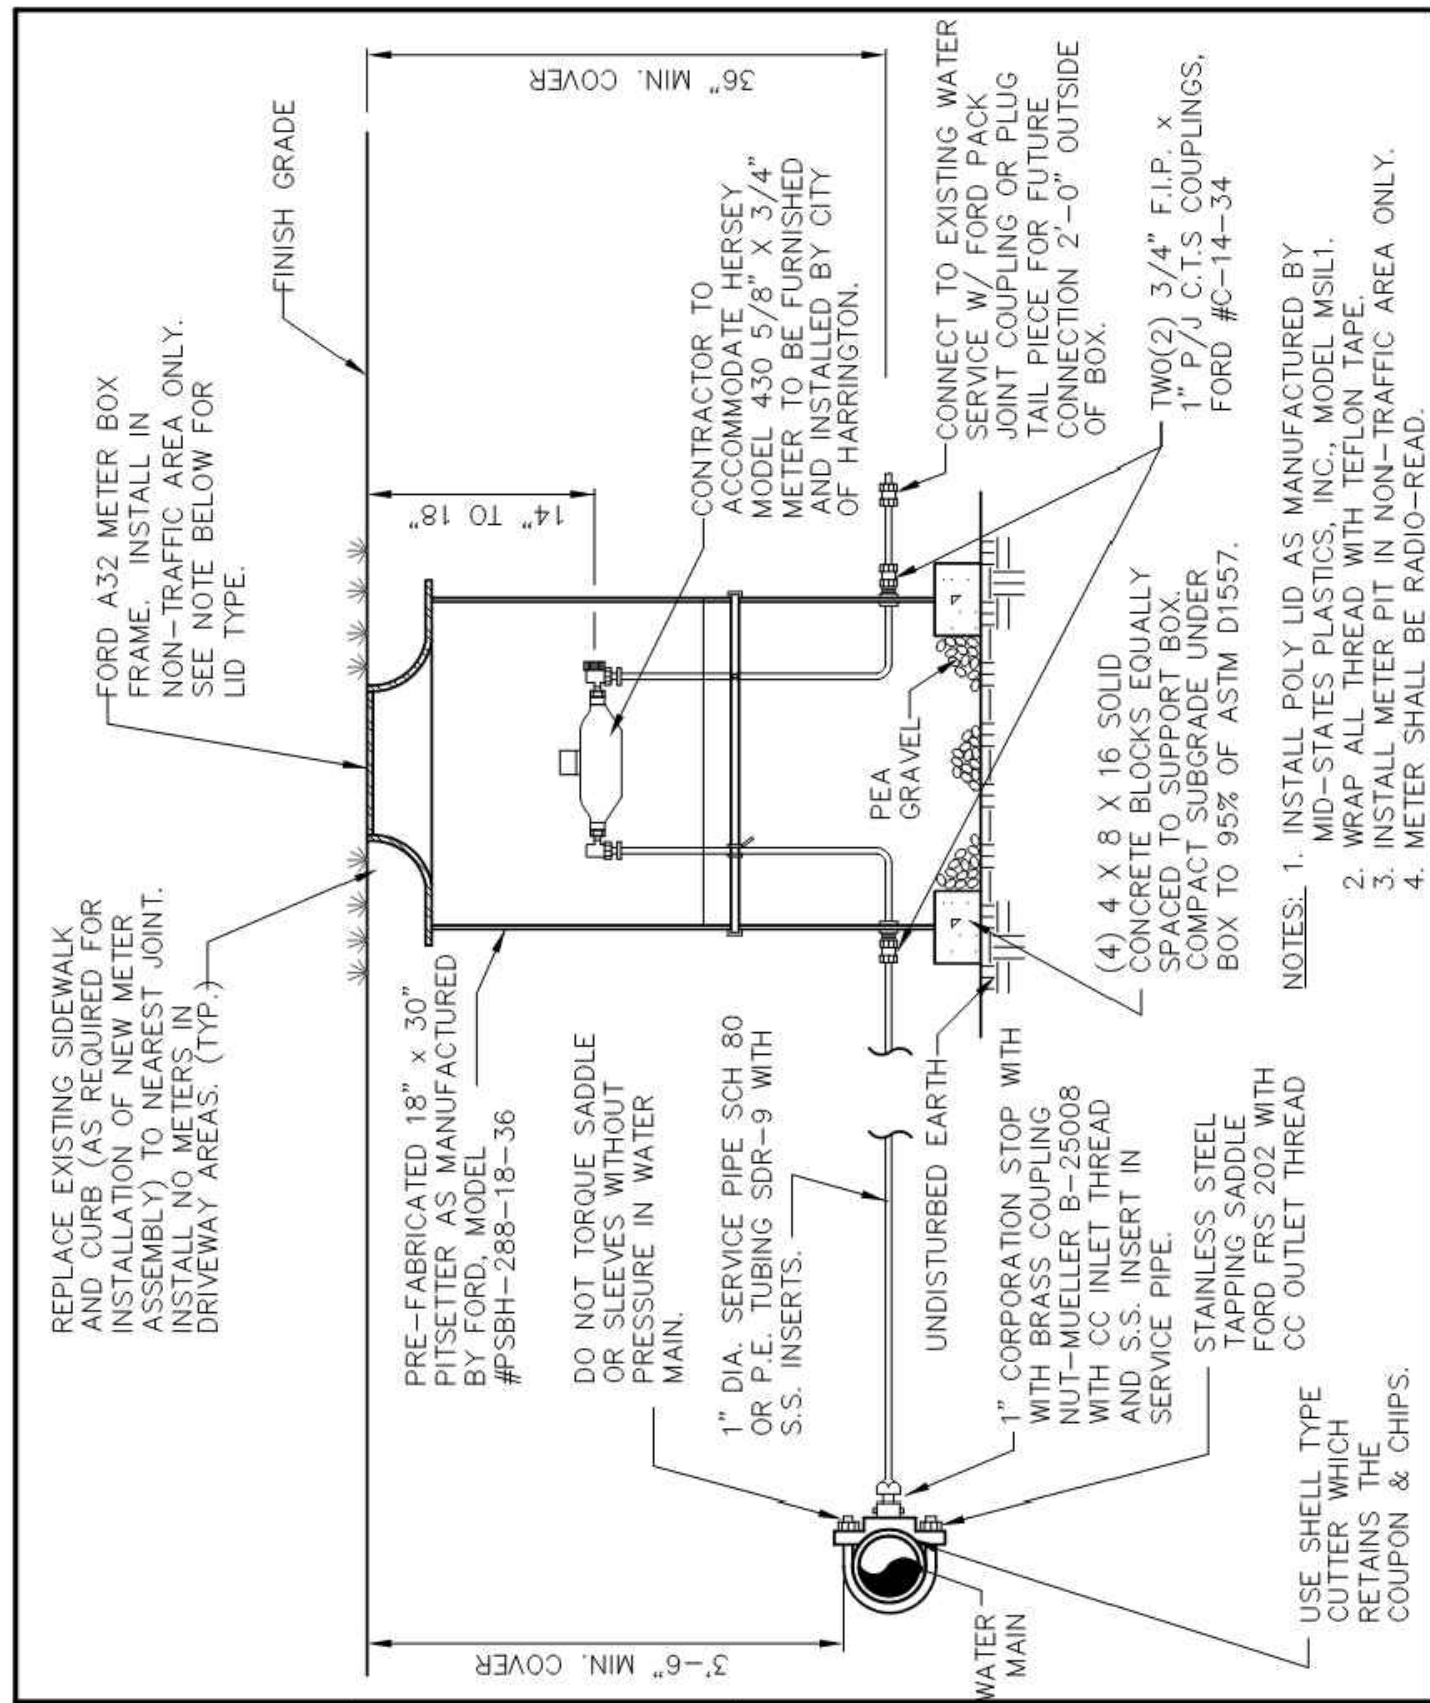 REPLACE EXISTING SIDEWALK
AND CURB (AS REQUIRED FOR
INSTALLATION OF NEW METER
ASSEMBLY) TO NEAREST JOINT.
INSTALL NO METERS IN
DRIVEWAY AREAS. (TYP.)
FORD A32 METER BOX
FRAME. INSTALL IN
NON-TRAFFIC AREA ONLY.
SEE NOTE BELOW FOR
LID TYPE.
FINISH GRADE
36" MIN. COVER
14" TO 18"
3'-6" MIN. COVER
PRE-FABRICATED 18" x 30"
PITSETTER AS MANUFACTURED
BY FORD, MODEL
#PSBH-288-18-36
DO NOT TORQUE SADDLE
OR SLEEVES WITHOUT
PRESSURE IN WATER
MAIN.
1" DIA. SERVICE PIPE SCH 80
OR P.E. TUBING SDR-9 WITH
S.S. INSERTS.
CONTRACTOR TO
ACCOMMODATE HERSEY
MODEL 430 5/8" X 3/4"
METER TO BE FURNISHED
AND INSTALLED BY CITY
OF HARRINGTON.
CONNECT TO EXISTING WATER
SERVICE W/ FORD PACK
JOINT COUPLING OR PLUG
TAIL PIECE FOR FUTURE
CONNECTION 2'-0" OUTSIDE
OF BOX.
PEA
GRAVEL
TWO(2) 3/4" F.I.P. x
1" P/J C.T.S COUPLINGS,
FORD #C-14-34
UNDISTURBED EARTH
(4) 4 X 8 X 16 SOLID
CONCRETE BLOCKS EQUALLY
SPACED TO SUPPORT BOX.
COMPACT SUBGRADE UNDER
BOX TO 95% OF ASTM D1557.
WATER
MAIN
1" CORPORATION STOP WITH
WITH BRASS COUPLING
NUT-MUELLER B-25008
WITH CC INLET THREAD
AND S.S. INSERT IN
SERVICE PIPE.
STAINLESS STEEL
TAPPING SADDLE
FORD FRS 202 WITH
CC OUTLET THREAD
USE SHELL TYPE
CUTTER WHICH
RETAINS THE
COUPON & CHIPS.
NOTES: 1. INSTALL POLY LID AS MANUFACTURED BY
MID-STATES PLASTICS, INC., MODEL MSIL1.
2. WRAP ALL THREAD WITH TEFLON TAPE.
3. INSTALL METER PIT IN NON-TRAFFIC AREA ONLY.
4. METER SHALL BE RADIO-READ.